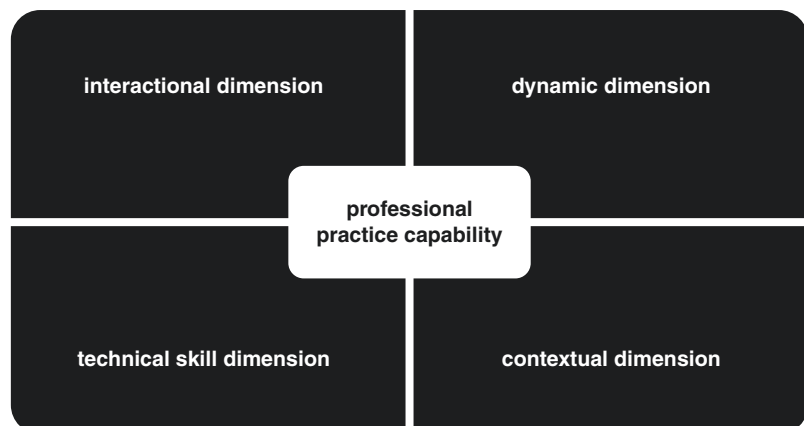 interactional dimension
dynamic dimension
professional
practice capability
technical skill dimension
contextual dimension